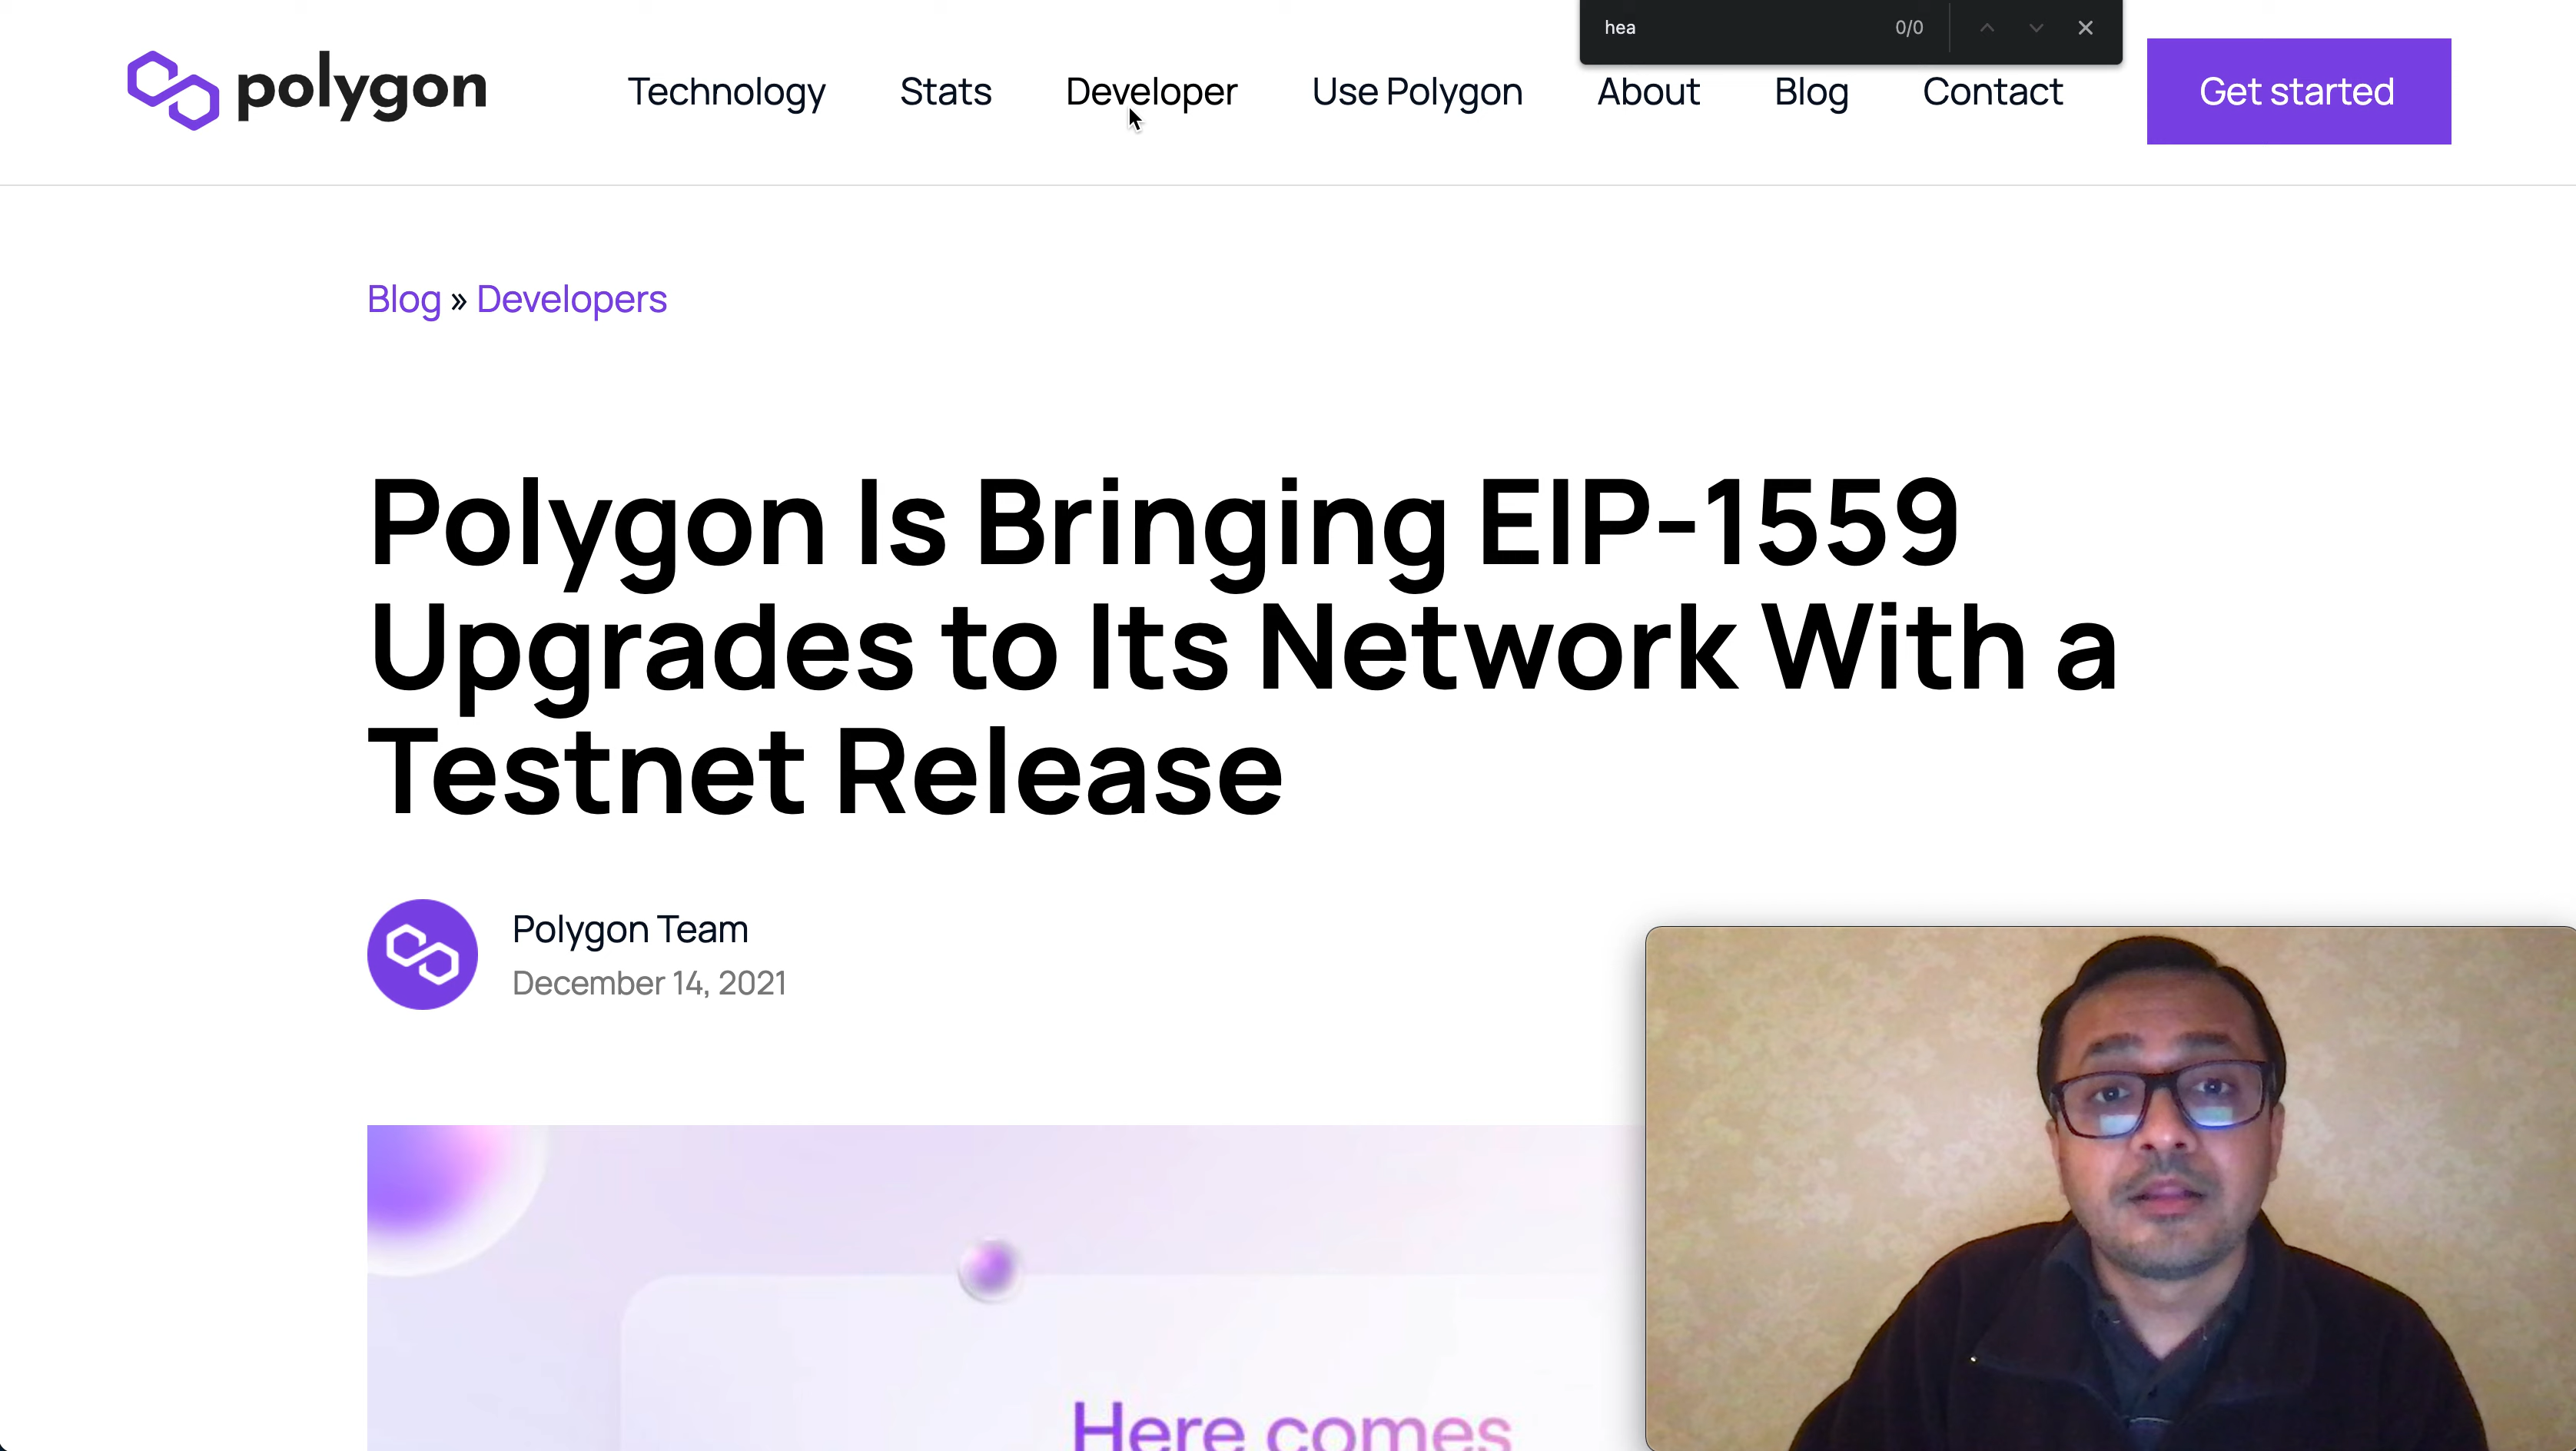 hea 0/0
polygon Technology Stats Developer Use Polygon About Blog Contact Get started
Blog » Developers
Polygon Is Bringing EIP-1559
Upgrades to Its Network With a
Testnet Release
Polygon Team
December 14, 2021
Here comes